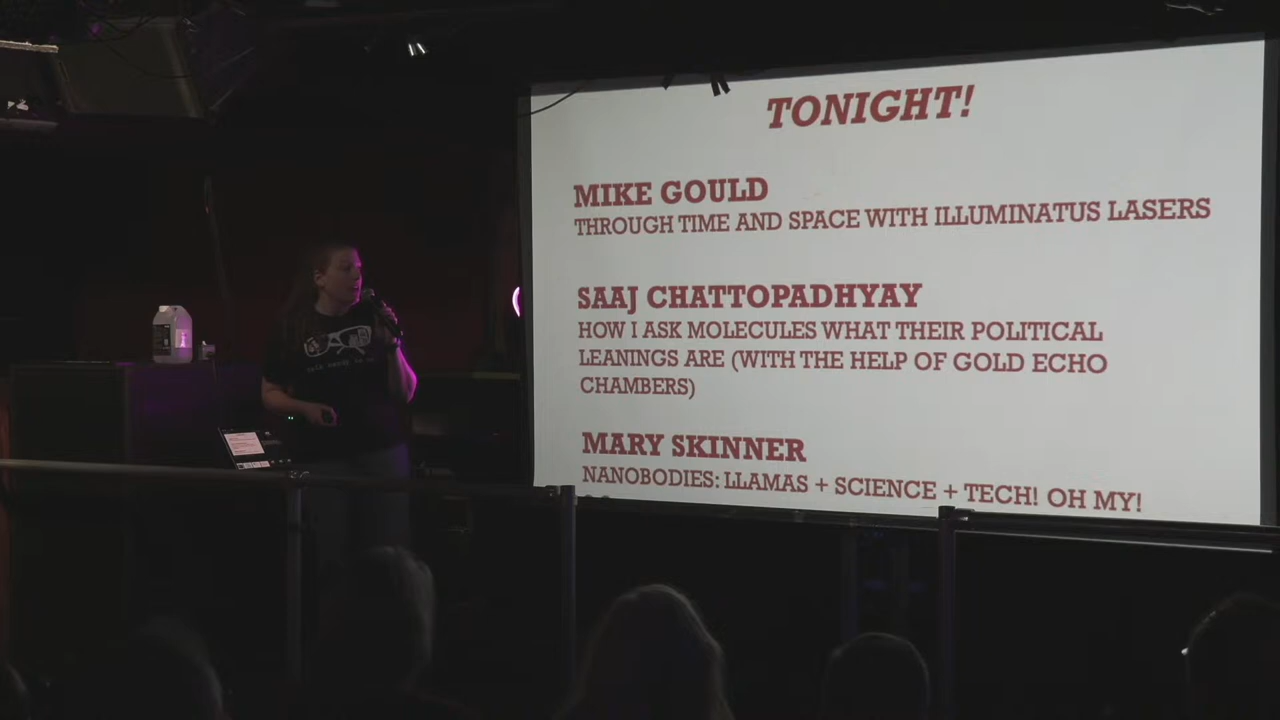 TONIGHT!
MIKE GOULD
THROUGH TIME AND SPACE WITH ILLUMINATUS LASERS
SAAJ CHATTOPADHYAY
HOW I ASK MOLECULES WHAT THEIR POLITICAL
LEANINGS ARE (WITH THE HELP OF GOLD ECHO
CHAMBERS)
MARY SKINNER
NANOBODIES: LLAMAS + SCIENCE + TECH! OH MY!